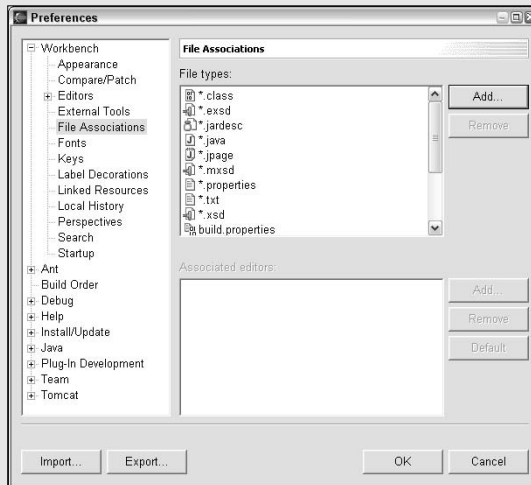 Preferences
Workbench
Appearance
Compare/Patch
Editors
External Tools
File Associations
Fonts
Keys
Label Decorations
Linked Resources
Local History
Perspectives
Search
Startup
Ant
Build Order
Debug
Help
Install/Update
Java
Plug-In Development
Team
Tomcat
File Associations
File types:
*.class
*.exsd
*.jardesc
*.java
*.jpage
*.mxsd
*.properties
*.txt
*.xsd
build.properties
Add...
Remove
Associated editors:
Add...
Remove
Default
Import...
Export...
OK
Cancel